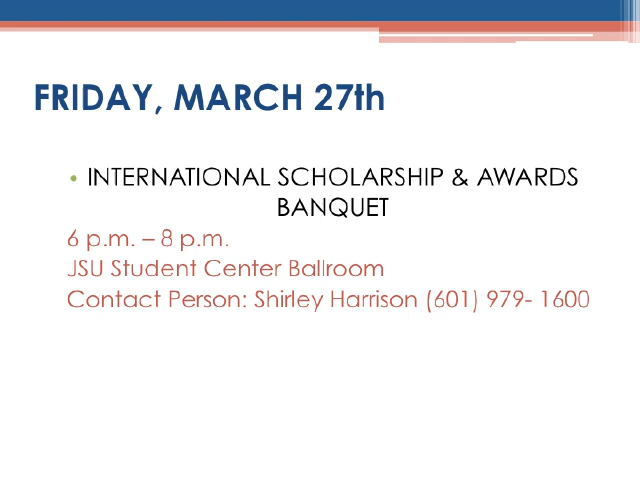 FRIDAY, MARCH 27th
• INTERNATIONAL SCHOLARSHIP & AWARDS
BANQUET
6 p.m. – 8 p.m.
JSU Student Center Ballroom
Contact Person: Shirley Harrison (601) 979- 1600